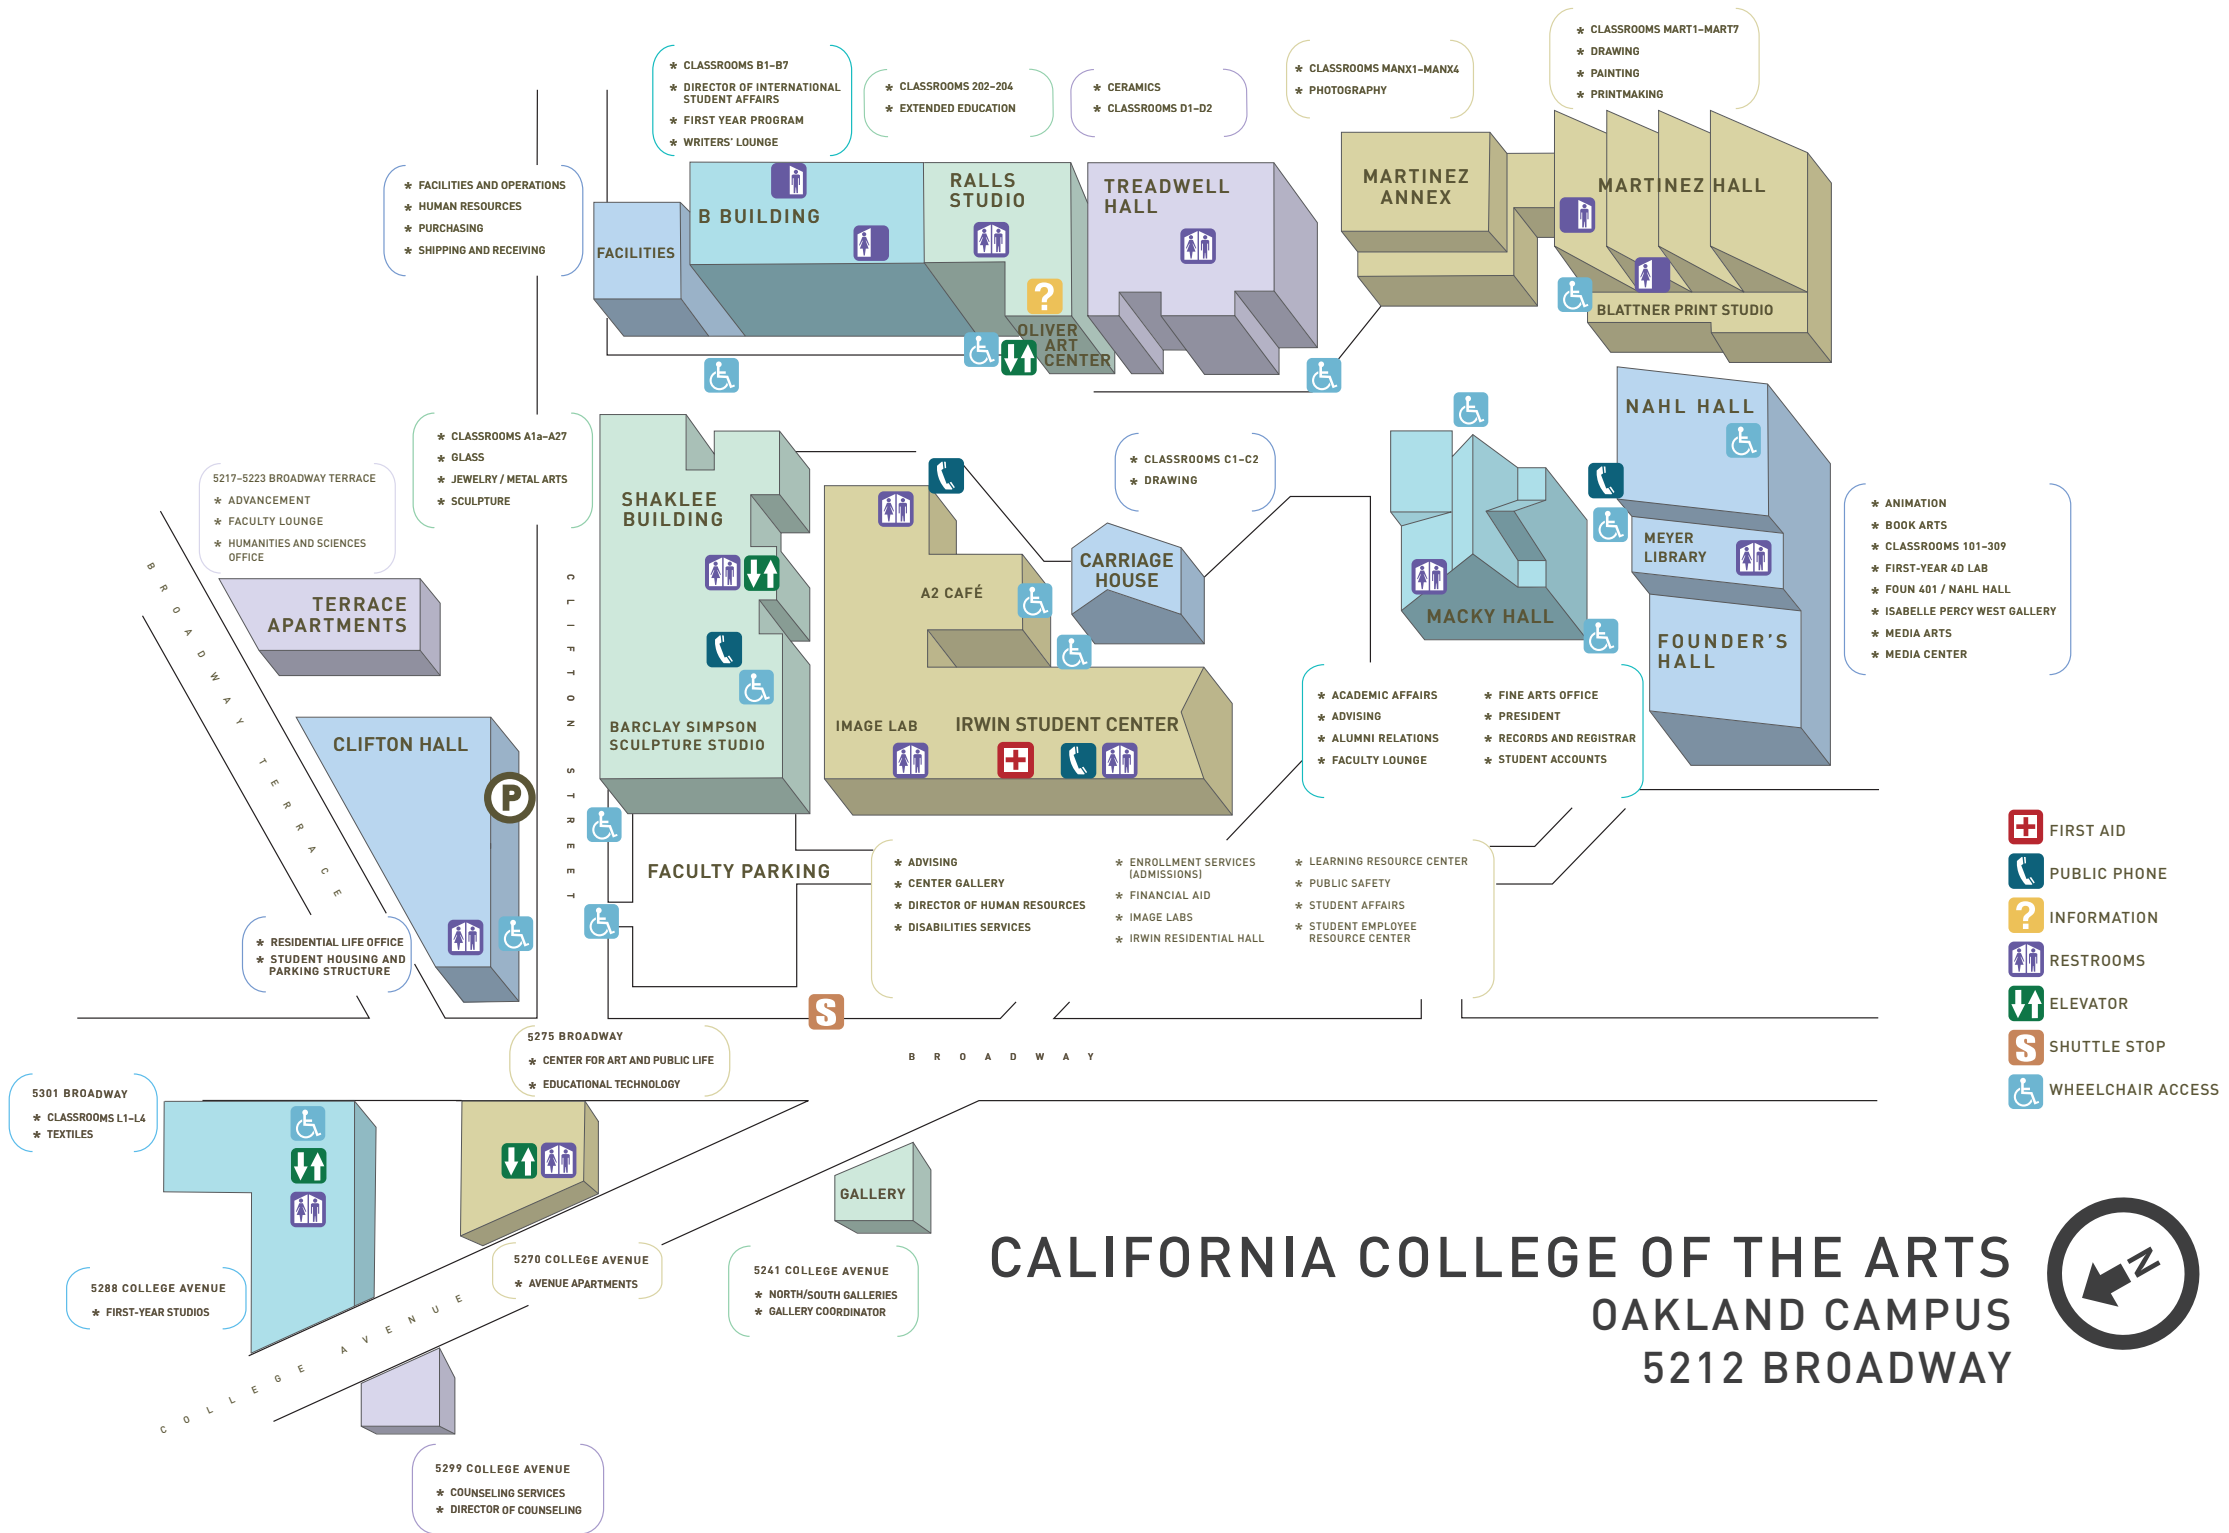 * CLASSROOMS MART1–MART7
* DRAWING
* PAINTING
* PRINTMAKING
* CLASSROOMS B1–B7
* DIRECTOR OF INTERNATIONAL
STUDENT AFFAIRS
* FIRST YEAR PROGRAM
* WRITERS' LOUNGE
* CLASSROOMS 202–204
* EXTENDED EDUCATION
* CERAMICS
* CLASSROOMS D1–D2
* CLASSROOMS MANX1–MANX4
* PHOTOGRAPHY
* FACILITIES AND OPERATIONS
* HUMAN RESOURCES
* PURCHASING
* SHIPPING AND RECEIVING
FACILITIES
B BUILDING
RALLS
STUDIO
?
OLIVER
ART
CENTER
TREADWELL
HALL
MARTINEZ
ANNEX
MARTINEZ HALL
BLATTNER PRINT STUDIO
* CLASSROOMS A1a–A27
* GLASS
* JEWELRY / METAL ARTS
* SCULPTURE
5217–5223 BROADWAY TERRACE
* ADVANCEMENT
* FACULTY LOUNGE
* HUMANITIES AND SCIENCES
OFFICE
TERRACE
APARTMENTS
BROADWAY TERRACE
CLIFTON STREET
SHAKLEE
BUILDING
BARCLAY SIMPSON
SCULPTURE STUDIO
A2 CAFÉ
IMAGE LAB
IRWIN STUDENT CENTER
* CLASSROOMS C1–C2
* DRAWING
CARRIAGE
HOUSE
MACKY HALL
NAHL HALL
MEYER
LIBRARY
FOUNDER'S
HALL
* ANIMATION
* BOOK ARTS
* CLASSROOMS 101–309
* FIRST-YEAR 4D LAB
* FOUN 401 / NAHL HALL
* ISABELLE PERCY WEST GALLERY
* MEDIA ARTS
* MEDIA CENTER
* ACADEMIC AFFAIRS
* ADVISING
* ALUMNI RELATIONS
* FACULTY LOUNGE
* FINE ARTS OFFICE
* PRESIDENT
* RECORDS AND REGISTRAR
* STUDENT ACCOUNTS
CLIFTON HALL
P
FACULTY PARKING
* ADVISING
* CENTER GALLERY
* DIRECTOR OF HUMAN RESOURCES
* DISABILITIES SERVICES
* ENROLLMENT SERVICES
(ADMISSIONS)
* FINANCIAL AID
* IMAGE LABS
* IRWIN RESIDENTIAL HALL
* LEARNING RESOURCE CENTER
* PUBLIC SAFETY
* STUDENT AFFAIRS
* STUDENT EMPLOYEE
RESOURCE CENTER
* RESIDENTIAL LIFE OFFICE
* STUDENT HOUSING AND
PARKING STRUCTURE
S
FIRST AID
PUBLIC PHONE
? INFORMATION
RESTROOMS
ELEVATOR
S SHUTTLE STOP
WHEELCHAIR ACCESS
5275 BROADWAY
* CENTER FOR ART AND PUBLIC LIFE
* EDUCATIONAL TECHNOLOGY
BROADWAY
5301 BROADWAY
* CLASSROOMS L1–L4
* TEXTILES
GALLERY
5270 COLLEGE AVENUE
* AVENUE APARTMENTS
5241 COLLEGE AVENUE
* NORTH/SOUTH GALLERIES
* GALLERY COORDINATOR
5288 COLLEGE AVENUE
* FIRST-YEAR STUDIOS
COLLEGE AVENUE
5299 COLLEGE AVENUE
* COUNSELING SERVICES
* DIRECTOR OF COUNSELING
CALIFORNIA COLLEGE OF THE ARTS
OAKLAND CAMPUS
5212 BROADWAY
N